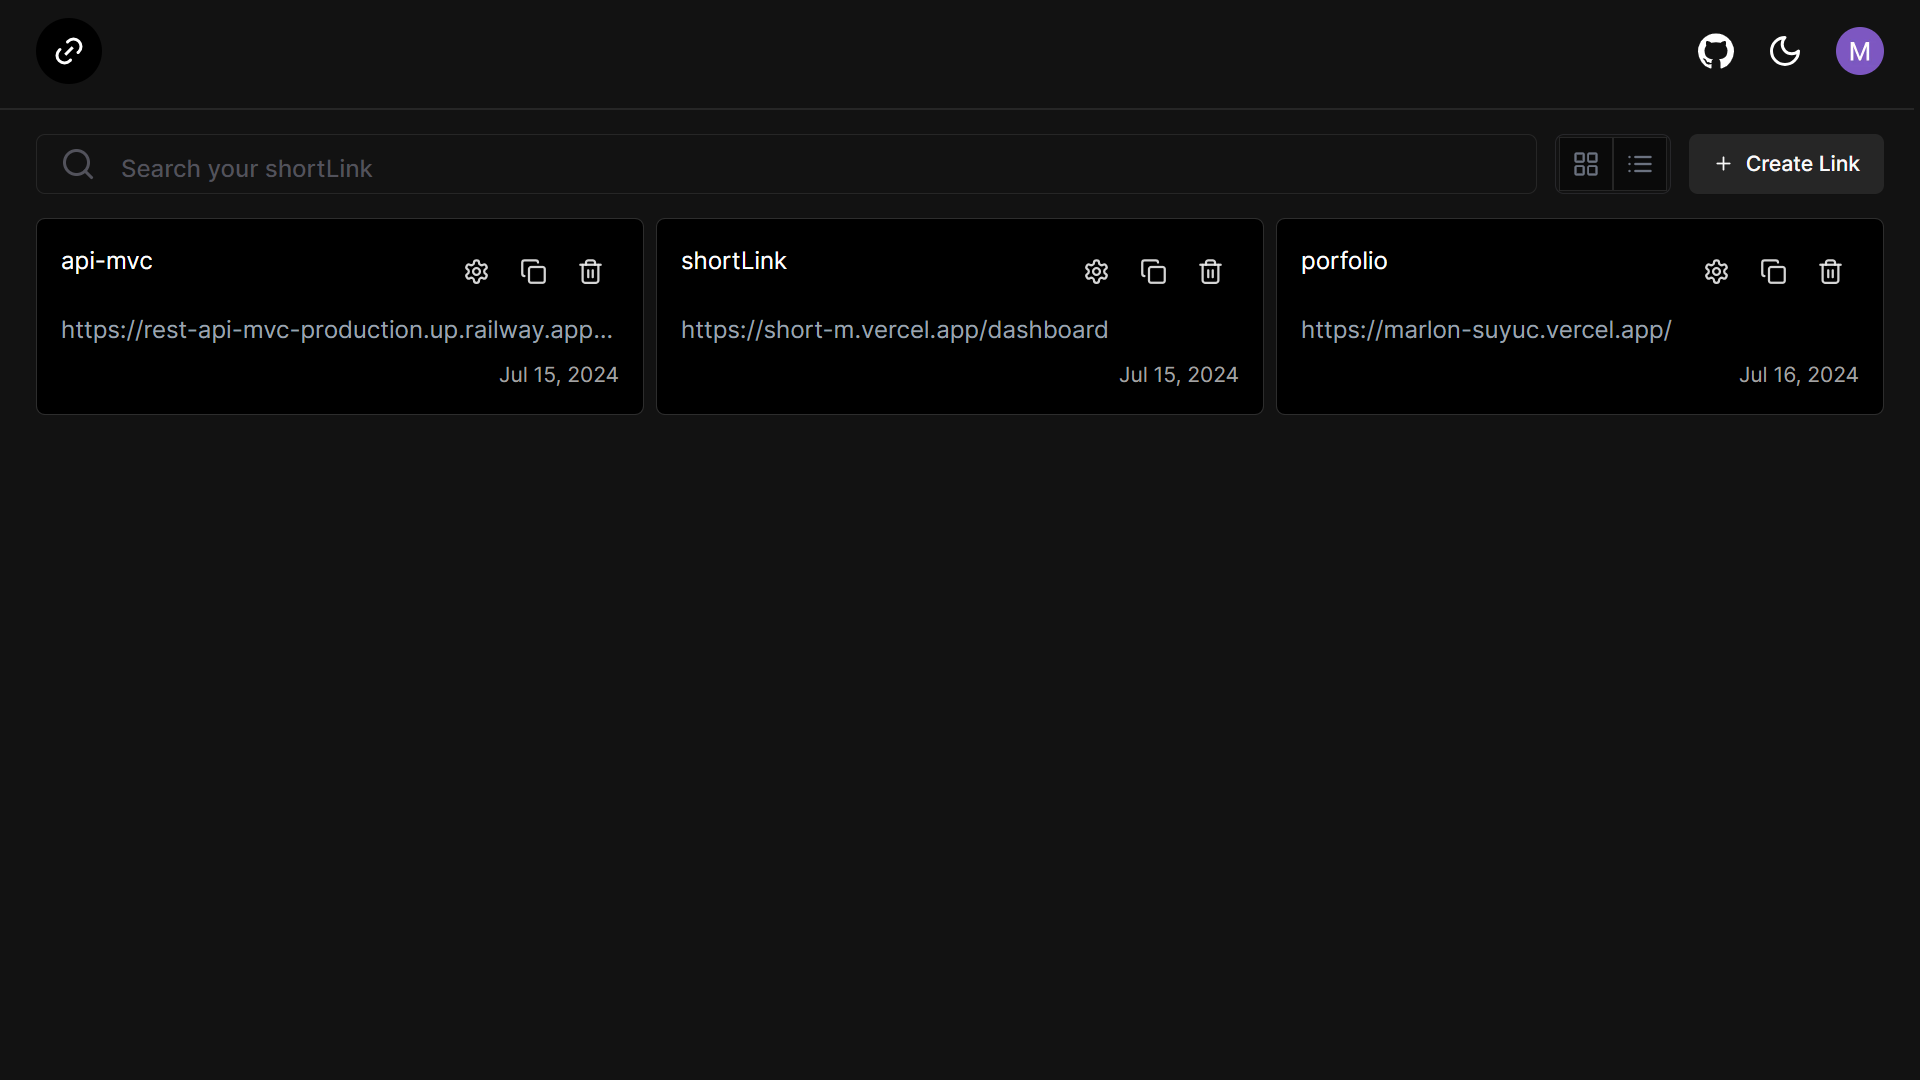 M
Search your shortLink
Create Link
api-mvc
https://rest-api-mvc-production.up.railway.app...
Jul 15, 2024
shortLink
https://short-m.vercel.app/dashboard
Jul 15, 2024
porfolio
https://marlon-suyuc.vercel.app/
Jul 16, 2024